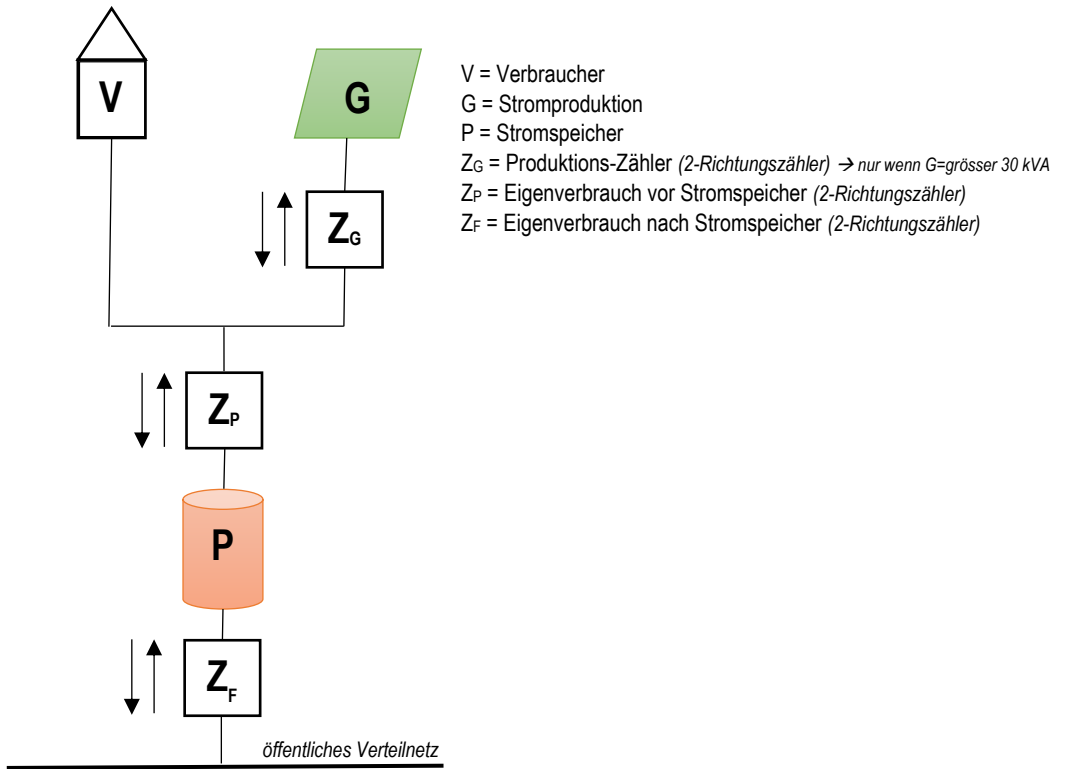 V
G
V = Verbraucher
G = Stromproduktion
P = Stromspeicher
ZG = Produktions-Zähler (2-Richtungszähler) → nur wenn G=grösser 30 kVA
ZP = Eigenverbrauch vor Stromspeicher (2-Richtungszähler)
ZF = Eigenverbrauch nach Stromspeicher (2-Richtungszähler)
ZG
ZP
P
ZF
öffentliches Verteilnetz